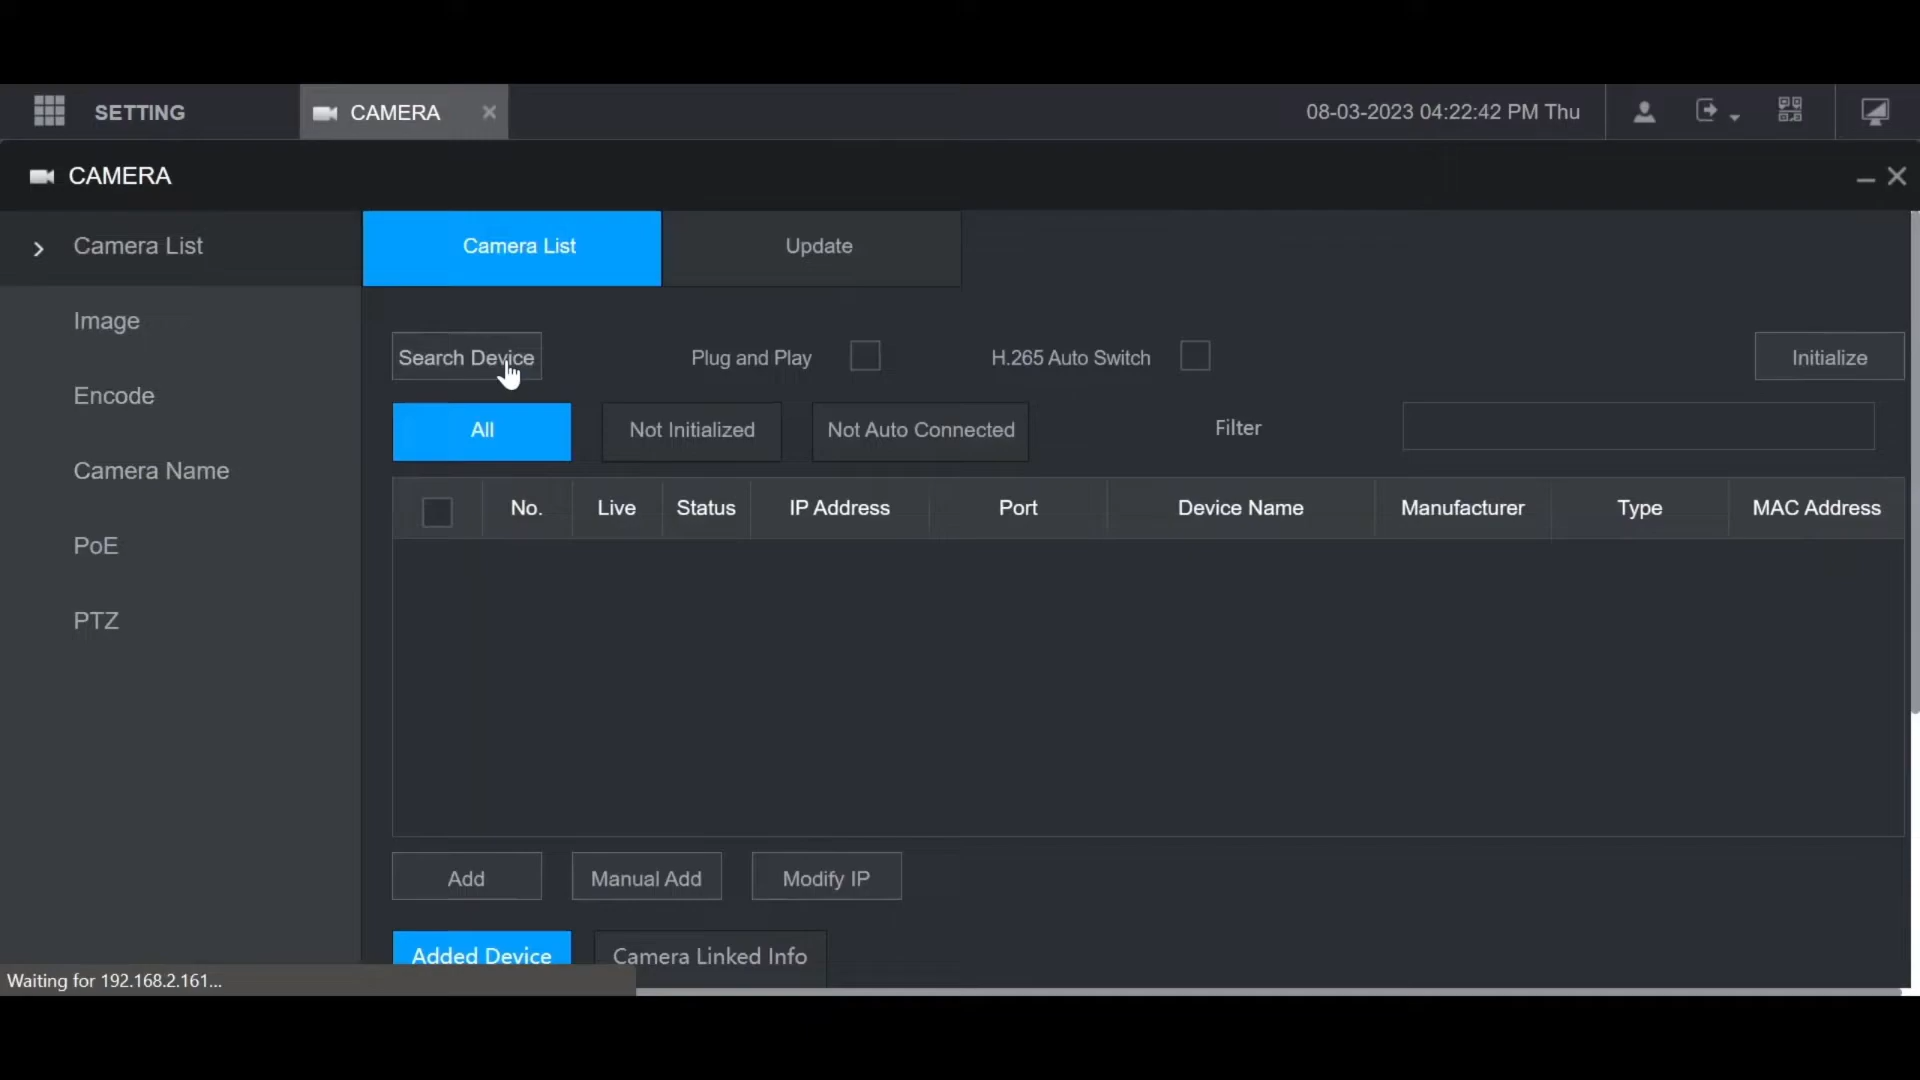 SETTING
CAMERA
08-03-2023 04:22:42 PM Thu
CAMERA
Camera List
Image
Encode
Camera Name
PoE
PTZ
Camera List
Update
Search Device
Plug and Play
H.265 Auto Switch
Initialize
All
Not Initialized
Not Auto Connected
Filter
No. Live Status IP Address Port Device Name Manufacturer Type MAC Address
Add
Manual Add
Modify IP
Added Device
Camera Linked Info
Waiting for 192.168.2.161...